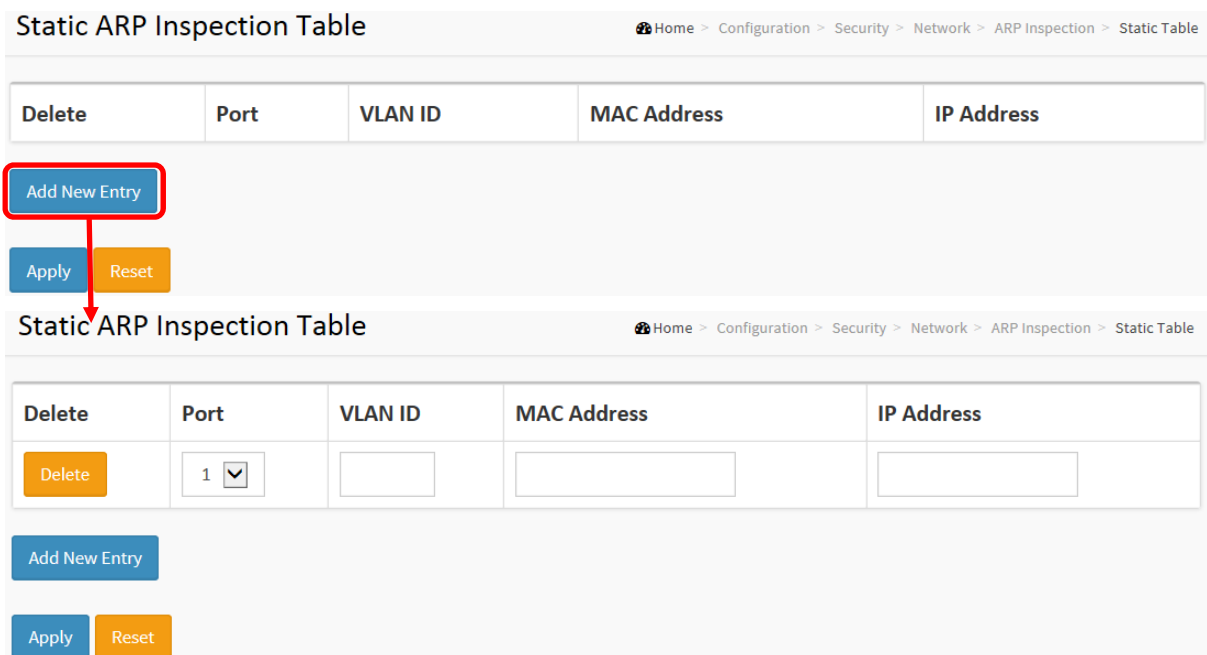 Static ARP Inspection Table
Home > Configuration > Security > Network > ARP Inspection > Static Table
Delete Port VLAN ID MAC Address IP Address
Add New Entry
Apply Reset
Static ARP Inspection Table
Home > Configuration > Security > Network > ARP Inspection > Static Table
Delete Port VLAN ID MAC Address IP Address
Delete 1
Add New Entry
Apply Reset